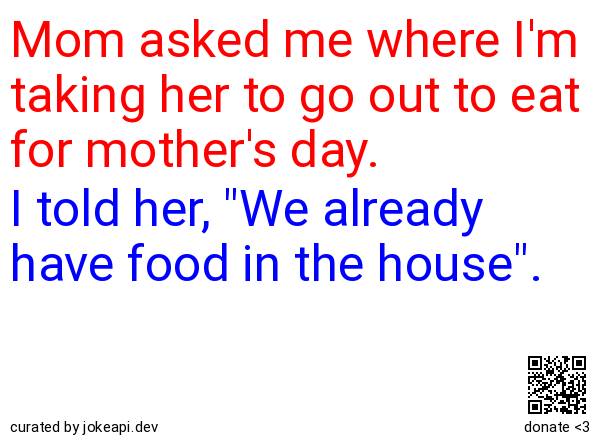 Mom asked me where I'm
taking her to go out to eat
for mother's day.
I told her, "We already
have food in the house".
curated by jokeapi.dev
donate <3